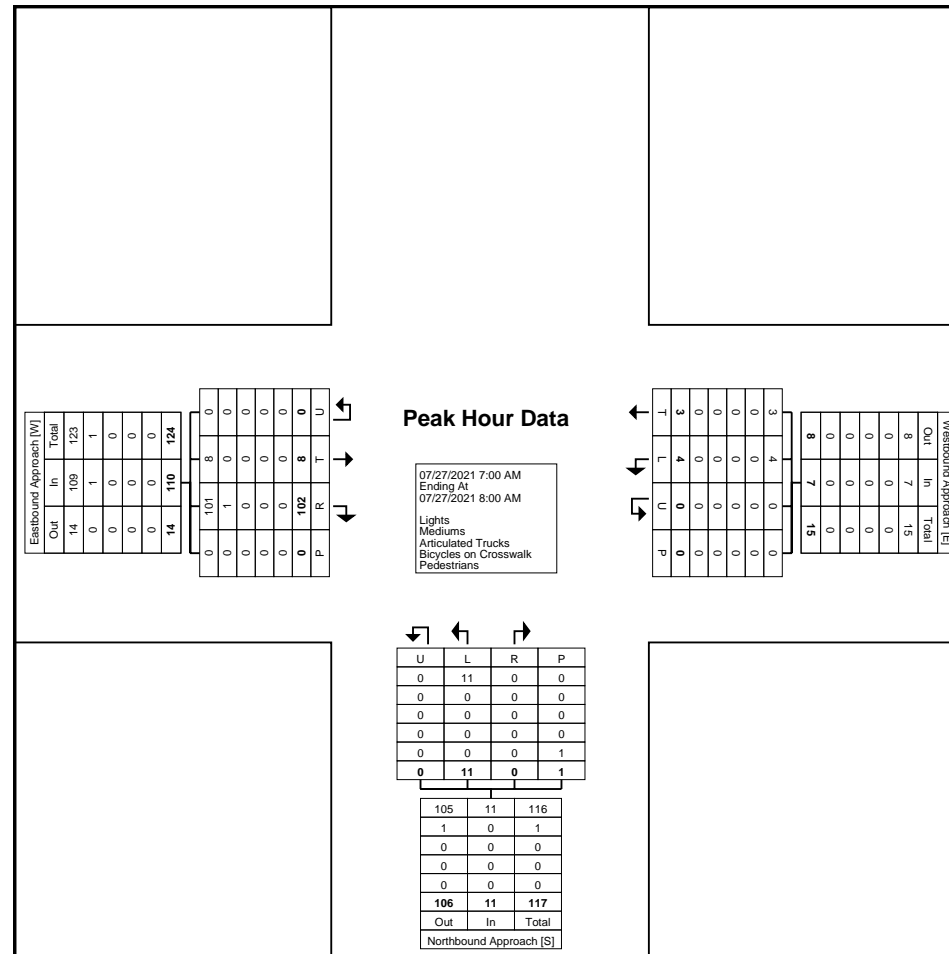 Eastbound Approach [W]
Out In Total
14 109 123
0 1 1
0 0 0
0 0 0
0 0 0
14 110 124
U T R P
0 8 102 0
0 0 0 0
0 0 0 0
0 0 0 0
0 0 1 0
0 8 101 0
Peak Hour Data
07/27/2021 7:00 AM
Ending At
07/27/2021 8:00 AM
Lights
Mediums
Articulated Trucks
Bicycles on Crosswalk
Pedestrians
Westbound Approach [E]
Out In Total
8 7 15
0 0 0
0 0 0
0 0 0
0 0 0
8 7 15
3 4 0 0
0 0 0 0
0 0 0 0
0 0 0 0
0 0 0 0
3 4 0 0
T L U P
U L R P
0 11 0 0
0 0 0 0
0 0 0 0
0 0 0 0
0 0 0 1
0 11 0 1
105 11 116
1 0 1
0 0 0
0 0 0
0 0 0
106 11 117
Out In Total
Northbound Approach [S]